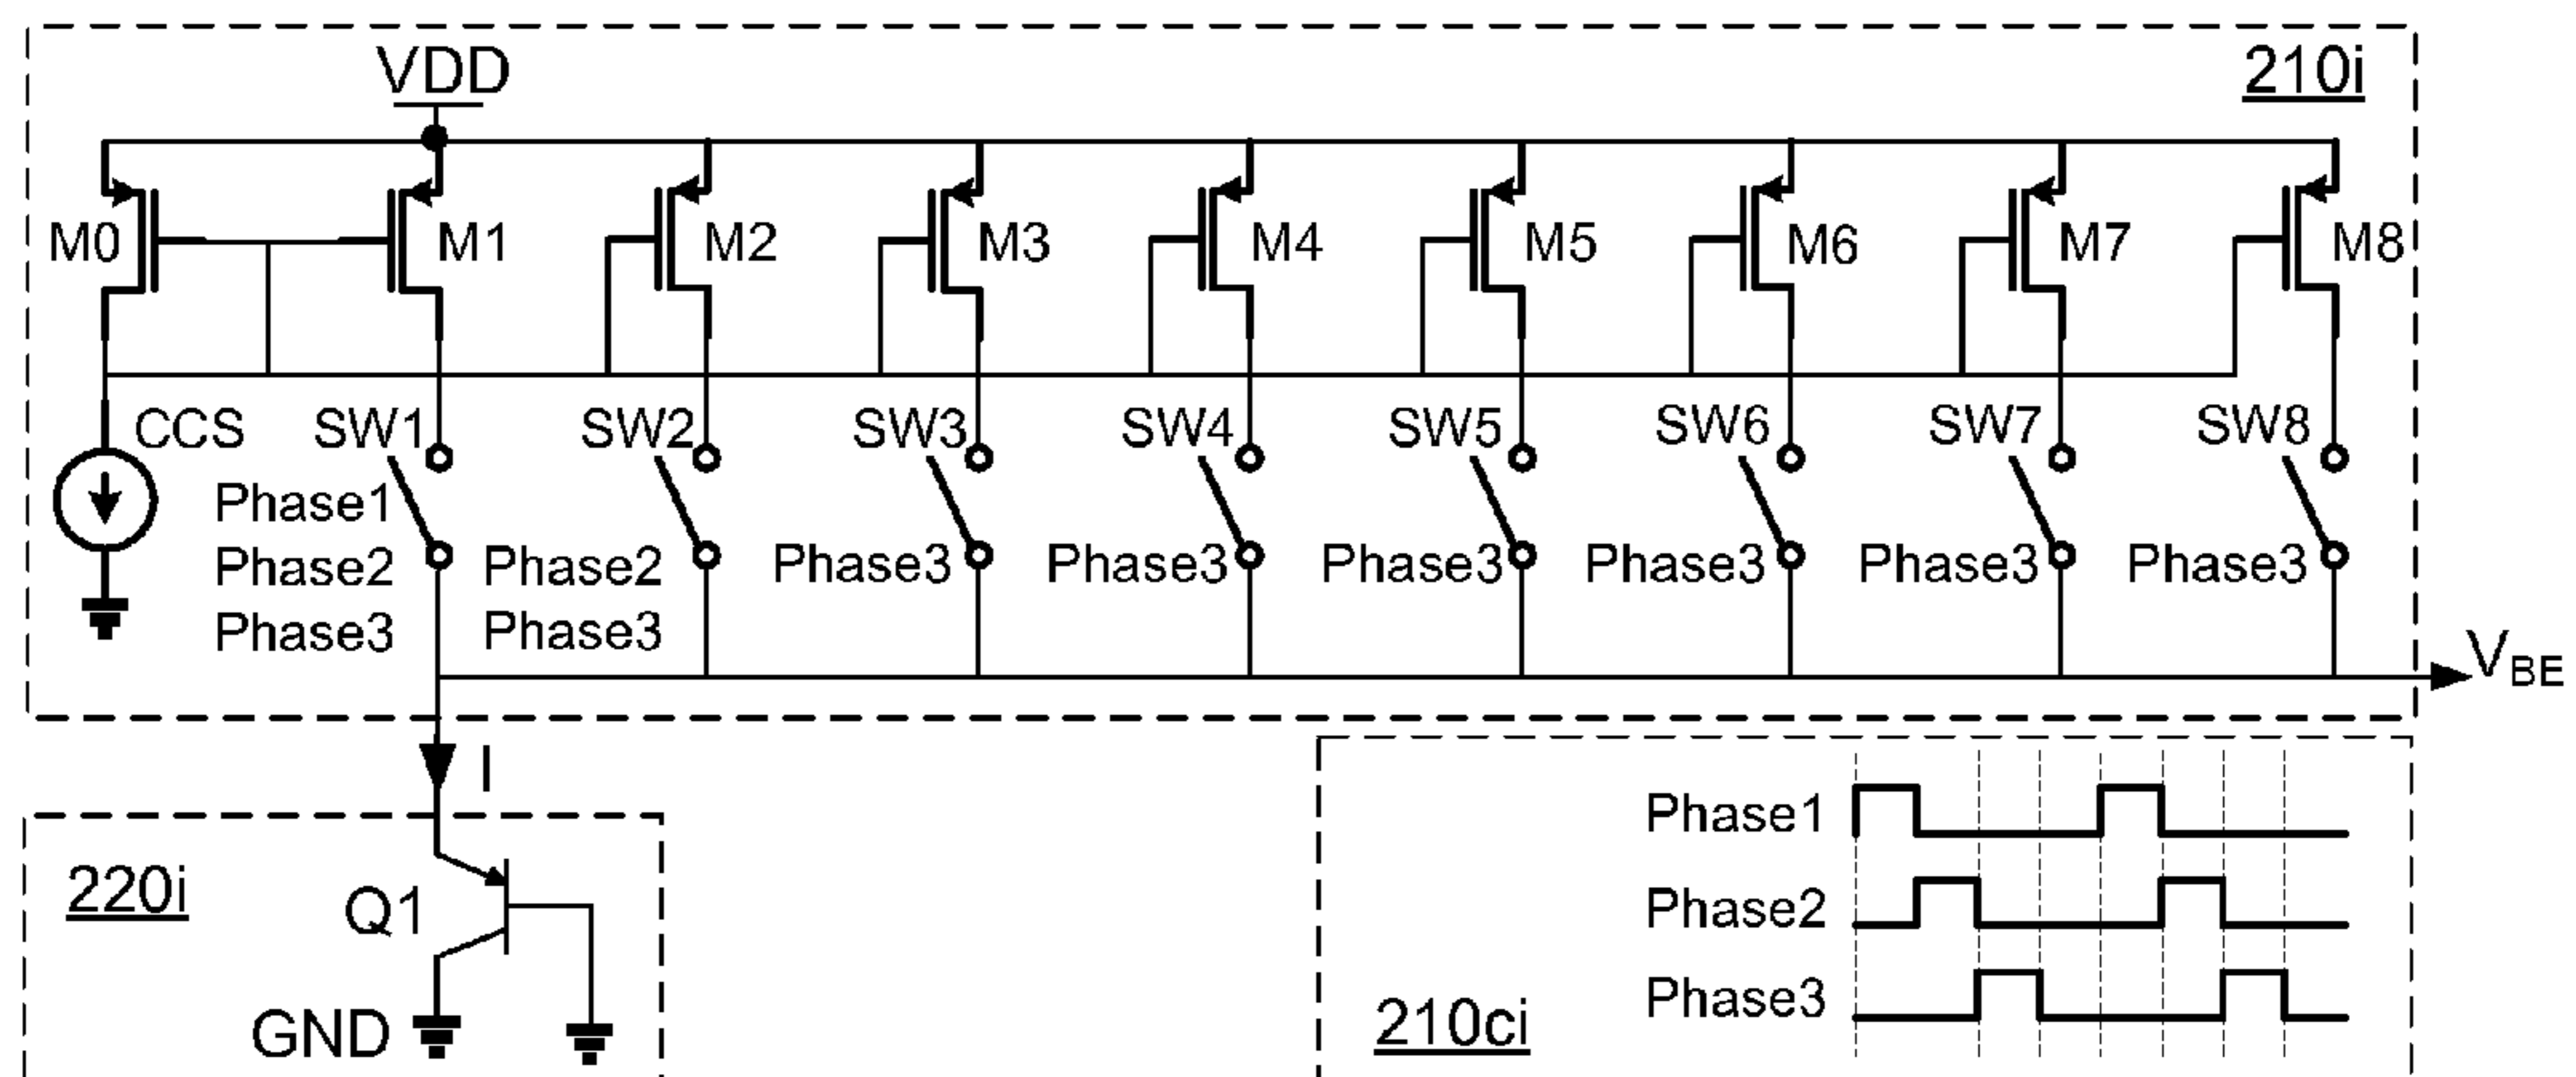 VDD
210i
M0
M1
M2
M3
M4
M5
M6
M7
M8
CCS
SW1
SW2
SW3
SW4
SW5
SW6
SW7
SW8
Phase1
Phase2
Phase3
Phase2
Phase3
Phase3
Phase3
Phase3
Phase3
Phase3
Phase3
VBE
I
220i
Q1
GND
Phase1
Phase2
Phase3
210ci